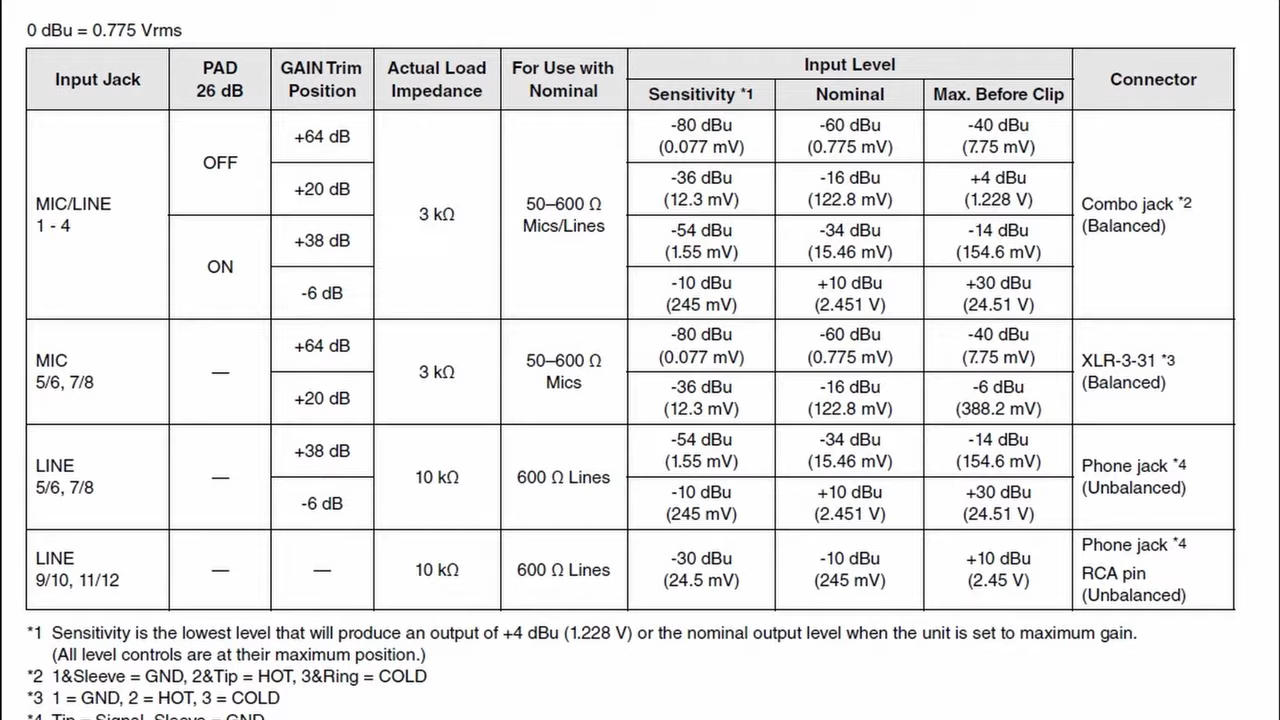 0 dBu = 0.775 Vrms
Input Jack
PAD
26 dB
GAIN Trim
Position
Actual Load
Impedance
For Use with
Nominal
Input Level
Sensitivity *1
Nominal
Max. Before Clip
Connector
MIC/LINE
1 - 4
OFF
+64 dB
3 kΩ
50–600 Ω
Mics/Lines
-80 dBu
(0.077 mV)
-60 dBu
(0.775 mV)
-40 dBu
(7.75 mV)
Combo jack *2
(Balanced)
+20 dB
-36 dBu
(12.3 mV)
-16 dBu
(122.8 mV)
+4 dBu
(1.228 V)
ON
+38 dB
-54 dBu
(1.55 mV)
-34 dBu
(15.46 mV)
-14 dBu
(154.6 mV)
-6 dB
-10 dBu
(245 mV)
+10 dBu
(2.451 V)
+30 dBu
(24.51 V)
MIC
5/6, 7/8
—
+64 dB
3 kΩ
50–600 Ω
Mics
-80 dBu
(0.077 mV)
-60 dBu
(0.775 mV)
-40 dBu
(7.75 mV)
XLR-3-31 *3
(Balanced)
+20 dB
-36 dBu
(12.3 mV)
-16 dBu
(122.8 mV)
-6 dBu
(388.2 mV)
LINE
5/6, 7/8
—
+38 dB
10 kΩ
600 Ω Lines
-54 dBu
(1.55 mV)
-34 dBu
(15.46 mV)
-14 dBu
(154.6 mV)
Phone jack *4
(Unbalanced)
-6 dB
-10 dBu
(245 mV)
+10 dBu
(2.451 V)
+30 dBu
(24.51 V)
LINE
9/10, 11/12
—
—
10 kΩ
600 Ω Lines
-30 dBu
(24.5 mV)
-10 dBu
(245 mV)
+10 dBu
(2.45 V)
Phone jack *4
RCA pin
(Unbalanced)
*1 Sensitivity is the lowest level that will produce an output of +4 dBu (1.228 V) or the nominal output level when the unit is set to maximum gain.
(All level controls are at their maximum position.)
*2 1&Sleeve = GND, 2&Tip = HOT, 3&Ring = COLD
*3 1 = GND, 2 = HOT, 3 = COLD
*4 Tip = Signal, Sleeve = GND